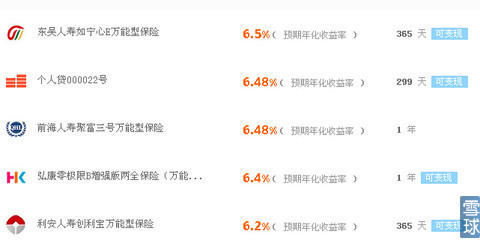 东吴人寿如宁心E万能型保险 6.5%( 预期年化收益率 ) 365 天 可变现
个人贷000022号 6.48%( 预期年化收益率 ) 299 天 可变现
前海人寿聚富三号万能型保险 6.48%( 预期年化收益率 ) 1 年
弘康零极限B增强版两全保险（万能... 6.4%( 预期年化收益率 ) 1 年 可变现
利安人寿创利宝万能型保险 6.2%( 预期年化收益率 ) 365 天 可变现
雪球